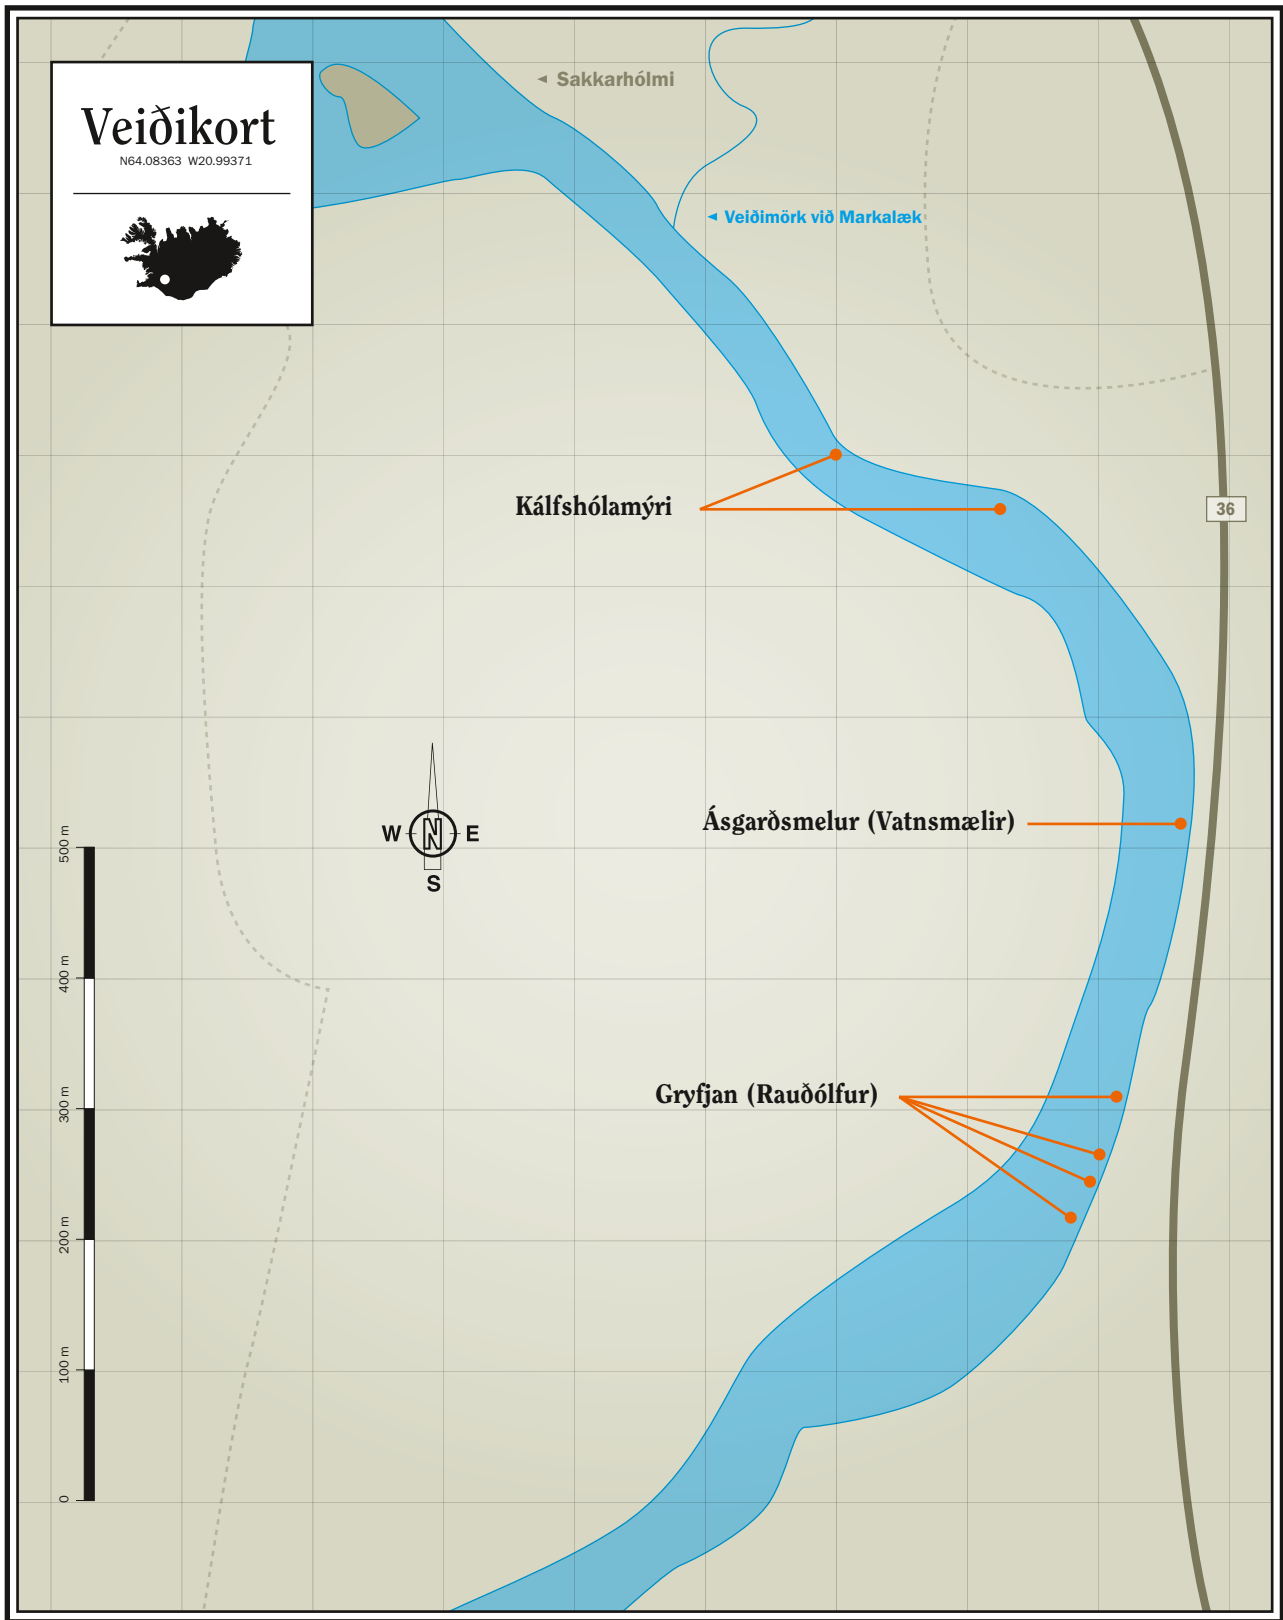 Veiðikort
N64.08363 W20.99371
◄ Sakkarhólmi
◄ Veiðimörk við Markalæk
Kálfshólamýri
36
Ásgarðsmelur (Vatnsmælir)
N
W
E
S
500 m
400 m
300 m
200 m
100 m
0
Gryfjan (Rauðólfur)